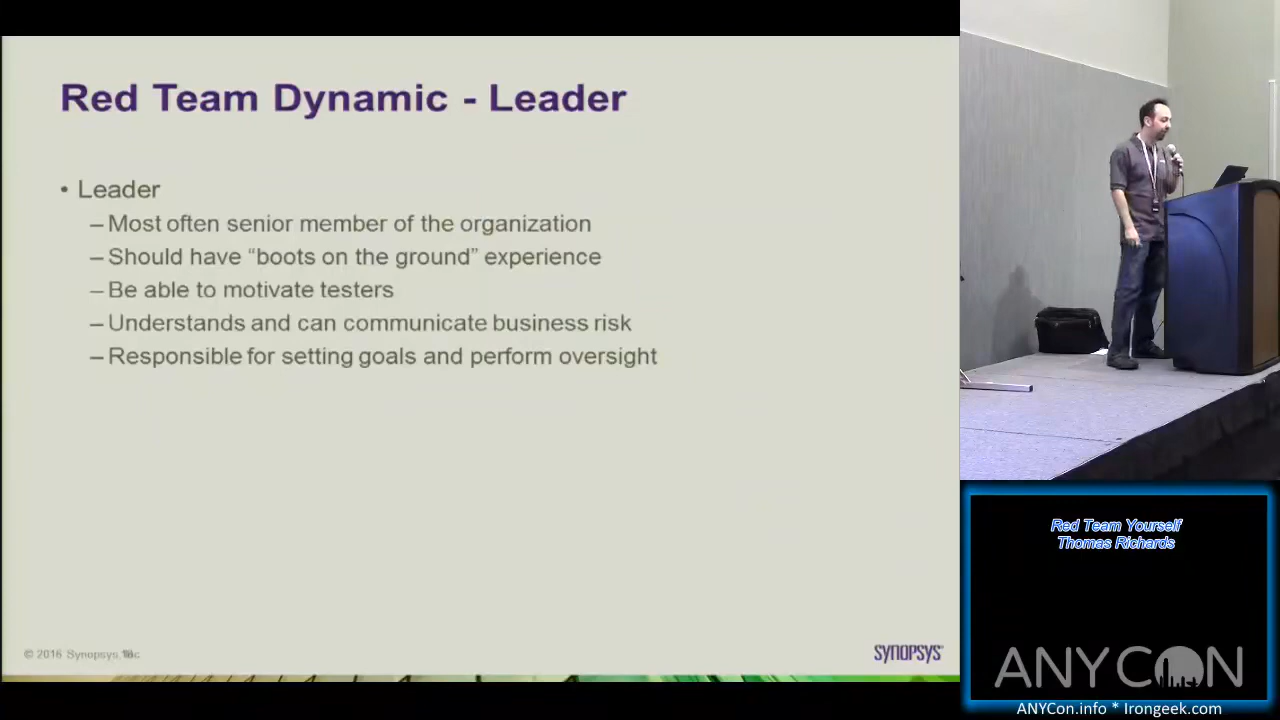 Red Team Dynamic - Leader
• Leader
– Most often senior member of the organization
– Should have “boots on the ground” experience
– Be able to motivate testers
– Understands and can communicate business risk
– Responsible for setting goals and perform oversight
© 2016 Synopsys,
SYNOPSYS
Red Team Yourself
Thomas Richards
ANYCON
ANYCon.info * Irongeek.com